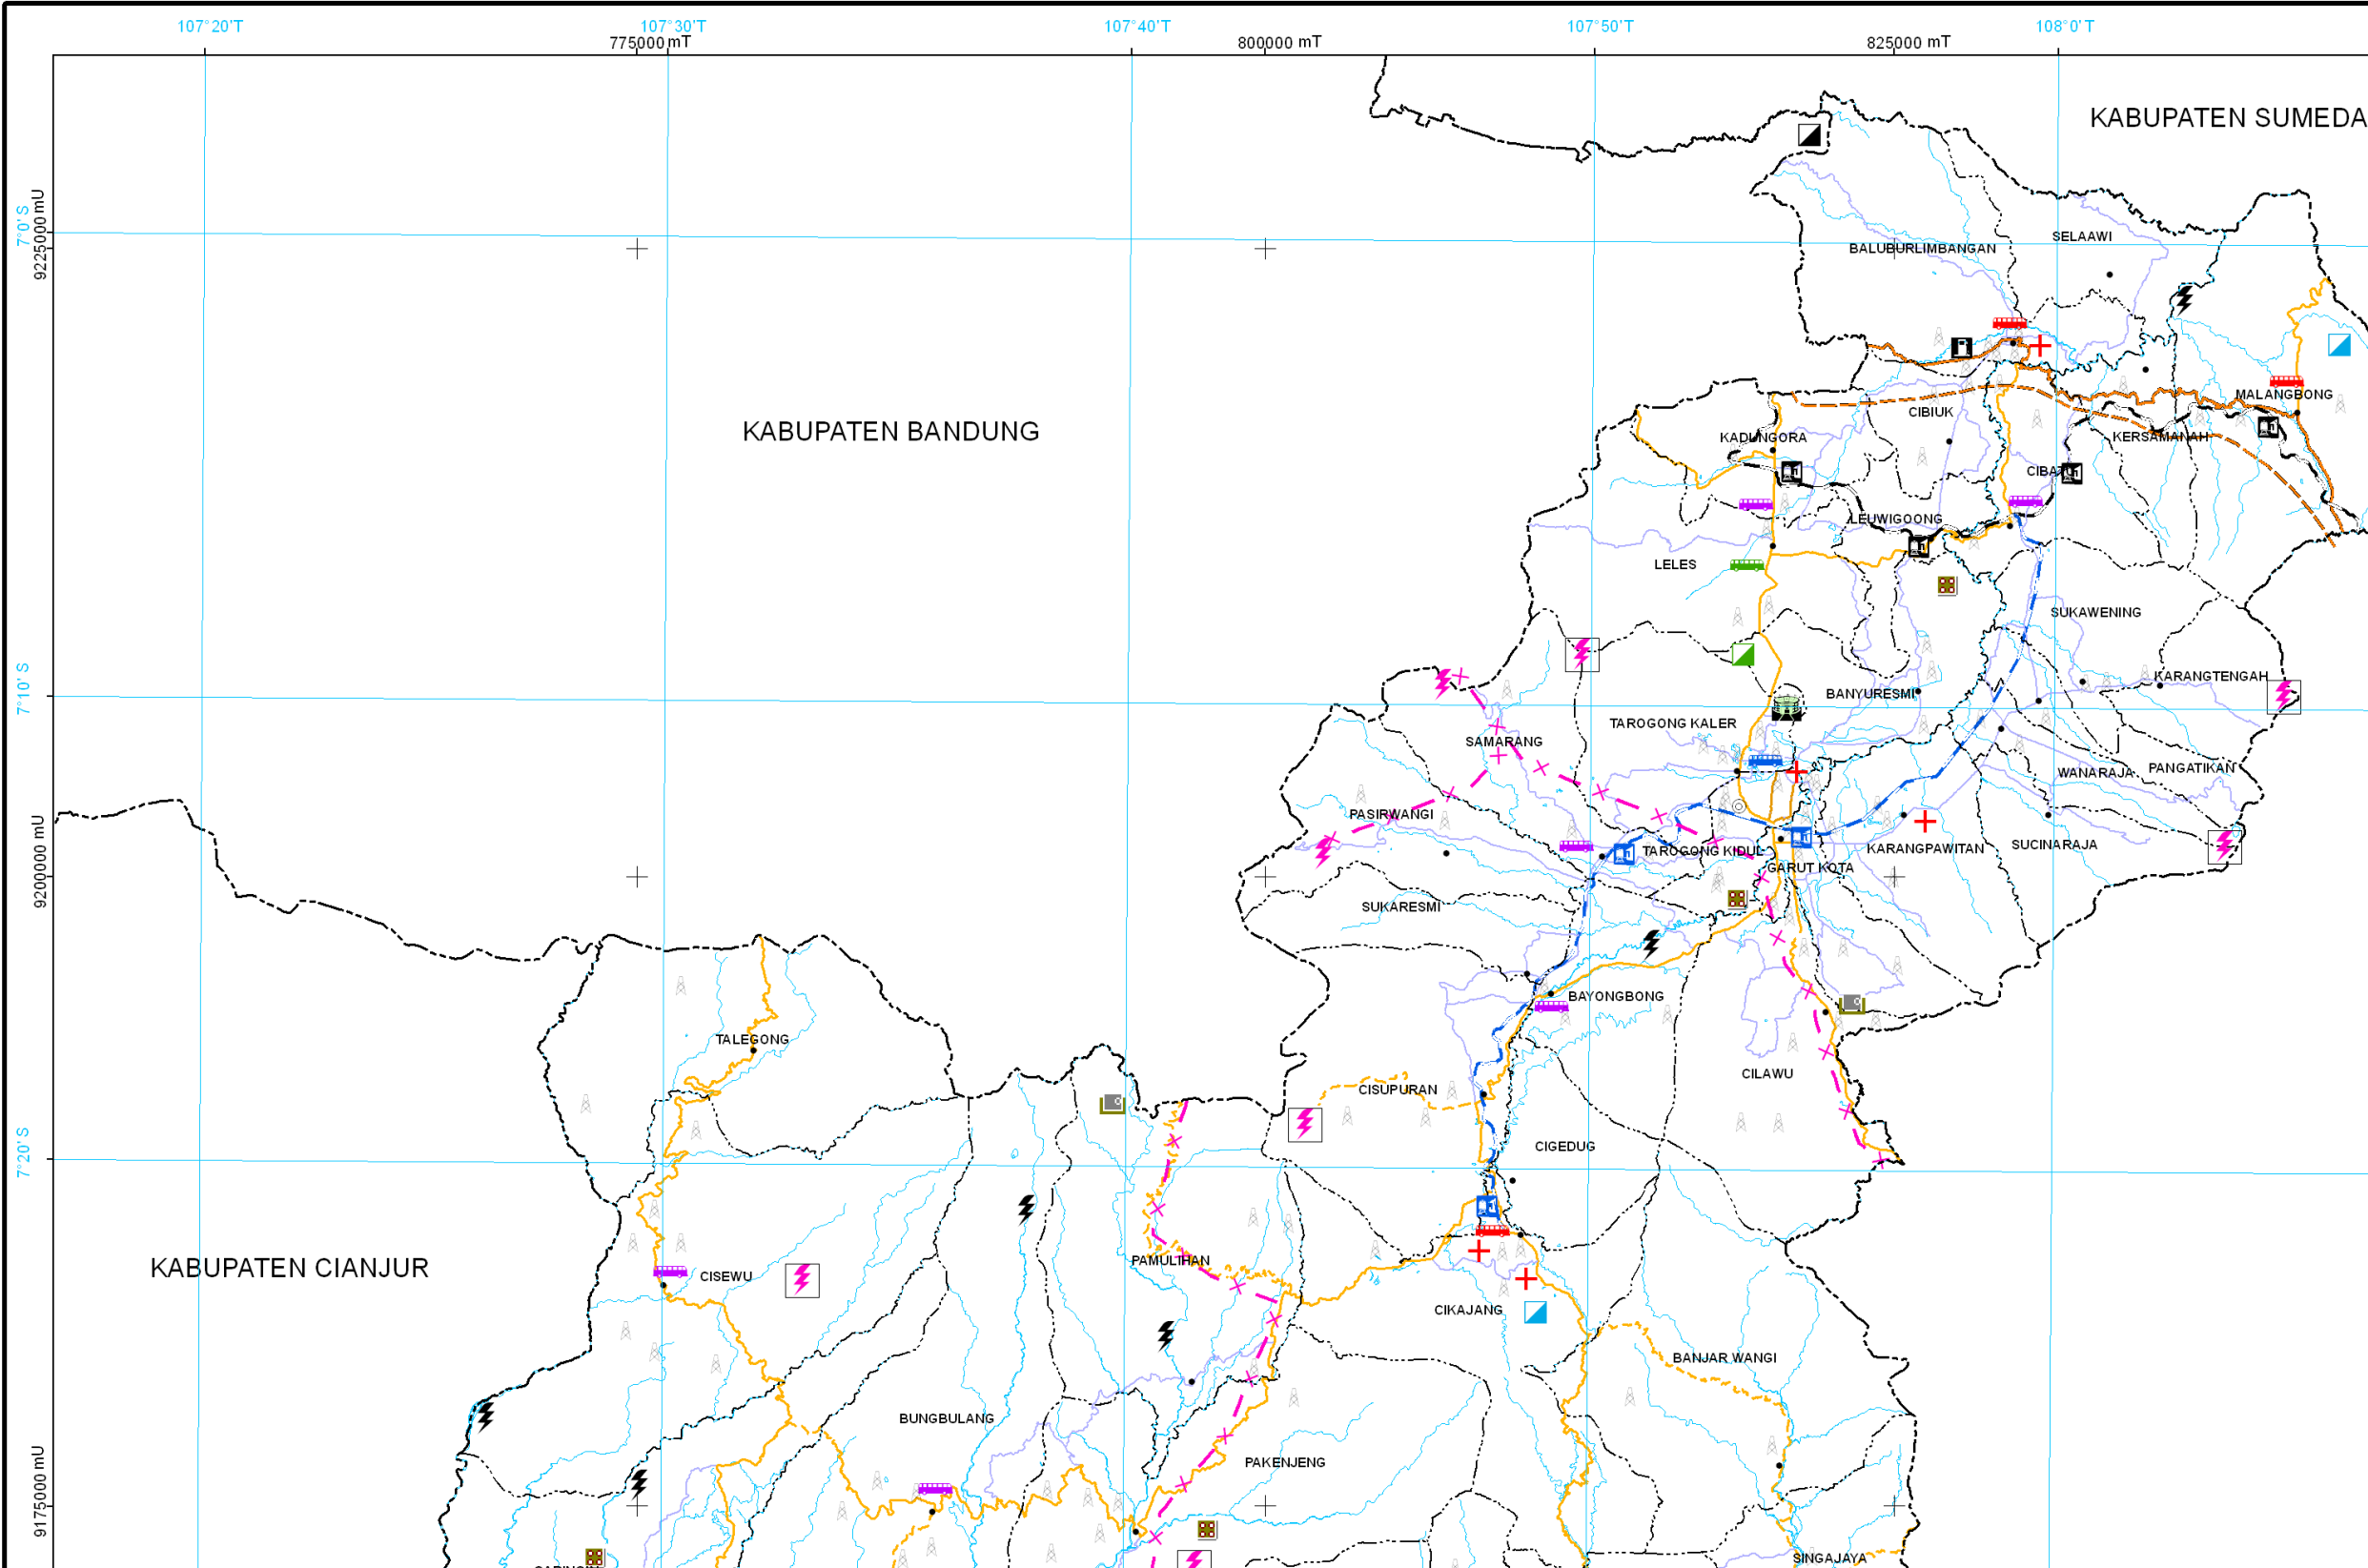 107°20'T
107°30'T
107°40'T
107°50'T
108°0'T
775000 mT
800000 mT
825000 mT
KABUPATEN SUMEDA
7°0' S
9225000 mU
SELAAWI
BALUBURLIMBANGAN
MALANGBONG
CIBIUK
KABUPATEN BANDUNG
KADUNGORA
KERSAMANAH
CIBATU
LEUWIGOONG
LELES
SUKAWENING
7°10' S
KARANGTENGAH
BANYURESMI
TAROGONG KALER
SAMARANG
WANARAJA
PANGATIKAN
PASIRWANGI
9200000 mU
SUCINARAJA
KARANGPAWITAN
TAROGONG KIDUL
GARUT KOTA
SUKARESMI
BAYONGBONG
TALEGONG
CILAWU
CISUPURAN
7°20' S
CIGEDUG
PAMULIHAN
KABUPATEN CIANJUR
CISEWU
CIKAJANG
BANJAR WANGI
BUNGBULANG
PAKENJENG
9175000 mU
SINGAJAYA